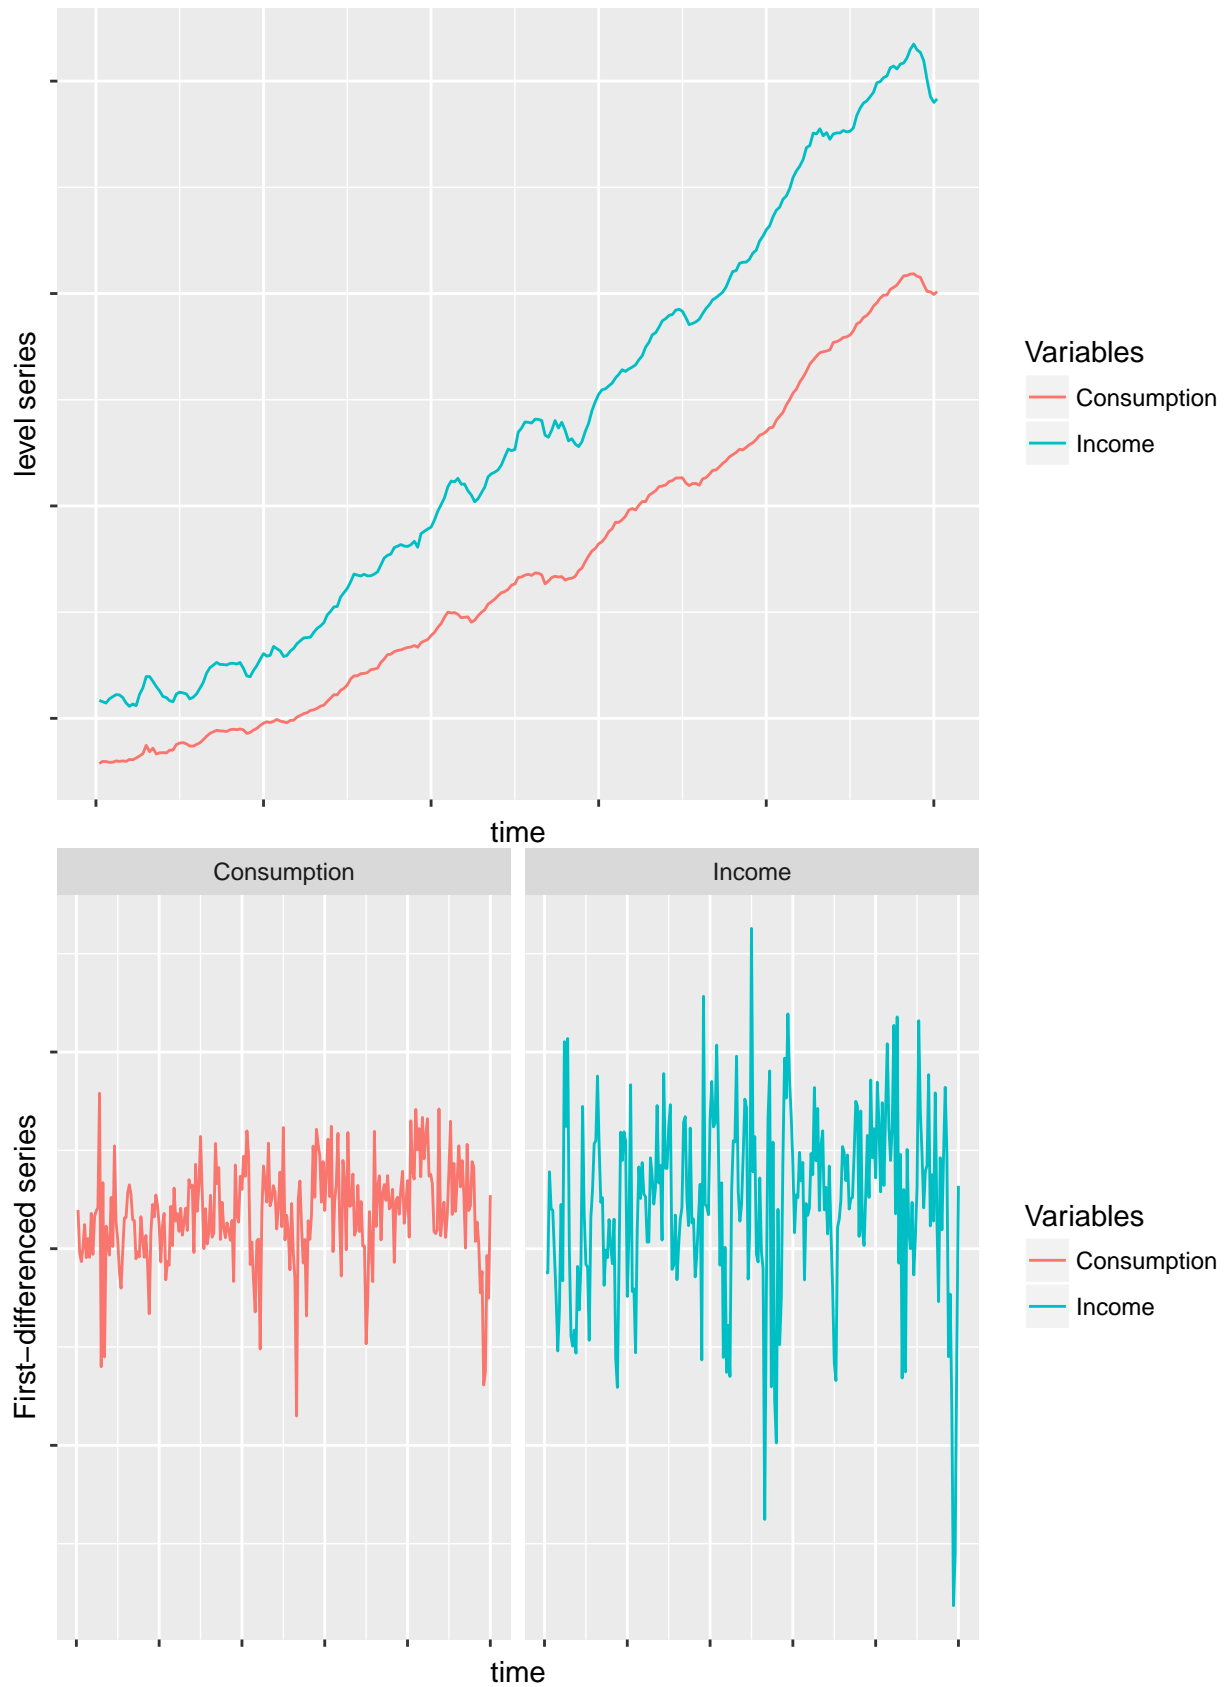 level series
time
Variables
Consumption
Income
Consumption
Income
First−differenced series
time
Variables
Consumption
Income